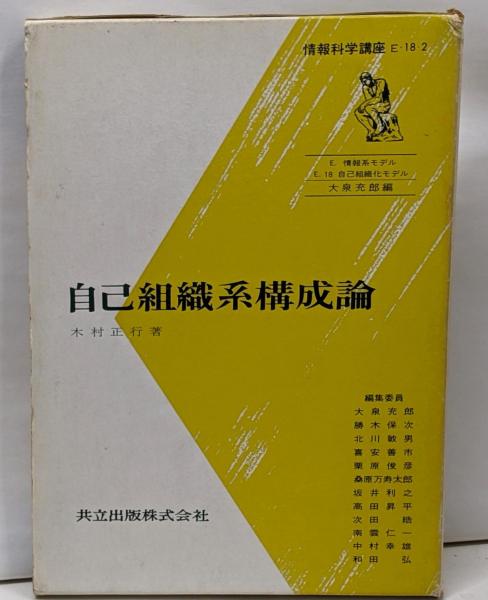 情報科学講座 E・18・2
E. 情報系モデル
E. 18 自己組織化モデル
大泉充郎編
自己組織系構成論
木村正行著
編集委員
大泉充郎
勝木保次
北川敏男
喜安善市
栗原俊彦
桑原万寿太郎
坂井利之
高田昇平
次田晧
南雲仁一
中村幸雄
和田弘
共立出版株式会社